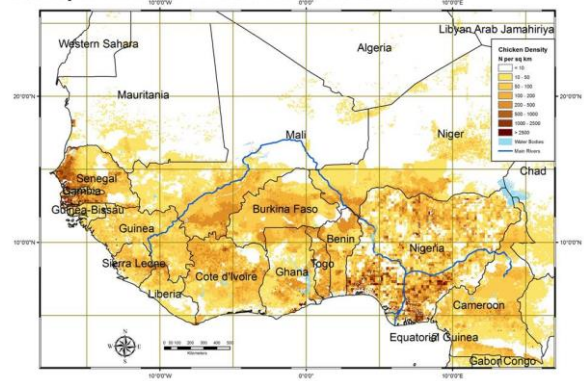 10°0'0"W
0°0'0"
10°0'0"E
Western Sahara
Algeria
Libyan Arab Jamahiriya
Chicken Density
N per sq km
< 10
10 - 50
50 - 100
100 - 200
200 - 500
500 - 1000
1000 - 2500
> 2500
Water Bodies
Main Rivers
20°0'0"N
20°0'0"N
Mauritania
Mali
Niger
Chad
Senegal
Gambia
Guinea-Bissau
Burkina Faso
Guinea
Benin
Nigeria
10°0'0"N
10°0'0"N
Sierra Leone
Cote d'Ivoire
Ghana
Togo
Liberia
Cameroon
N
W
E
S
Kilometers
Equatorial Guinea
Gabon
Congo
10°0'0"W
0°0'0"
10°0'0"E